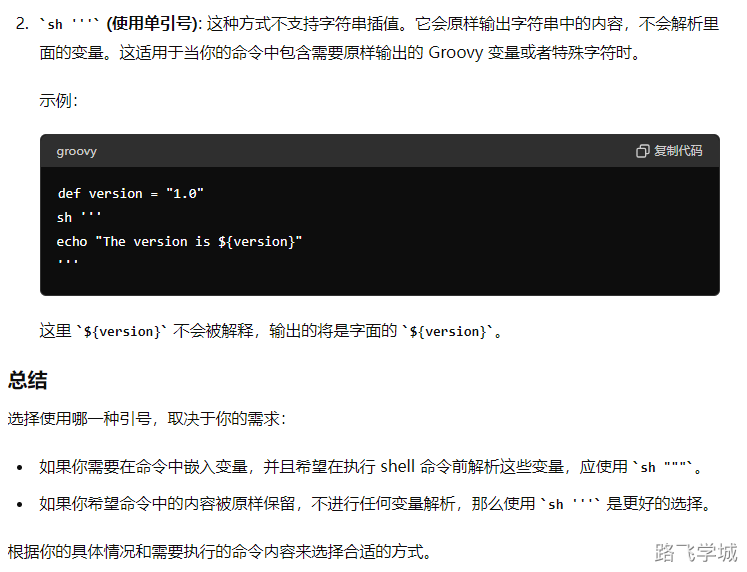 2. `sh '''` (使用单引号): 这种方式不支持字符串插值。它会原样输出字符串中的内容，不会解析里
面的变量。这适用于当你的命令中包含需要原样输出的 Groovy 变量或者特殊字符时。
示例：
groovy 复制代码
def version = "1.0"
sh '''
echo "The version is ${version}"
'''
这里 `${version}` 不会被解释，输出的将是字面的 `${version}`。
总结
选择使用哪一种引号，取决于你的需求：
• 如果你需要在命令中嵌入变量，并且希望在执行 shell 命令前解析这些变量，应使用 `sh """`。
• 如果你希望命令中的内容被原样保留，不进行任何变量解析，那么使用 `sh '''` 是更好的选择。
根据你的具体情况和需要执行的命令内容来选择合适的方式。
路飞学城